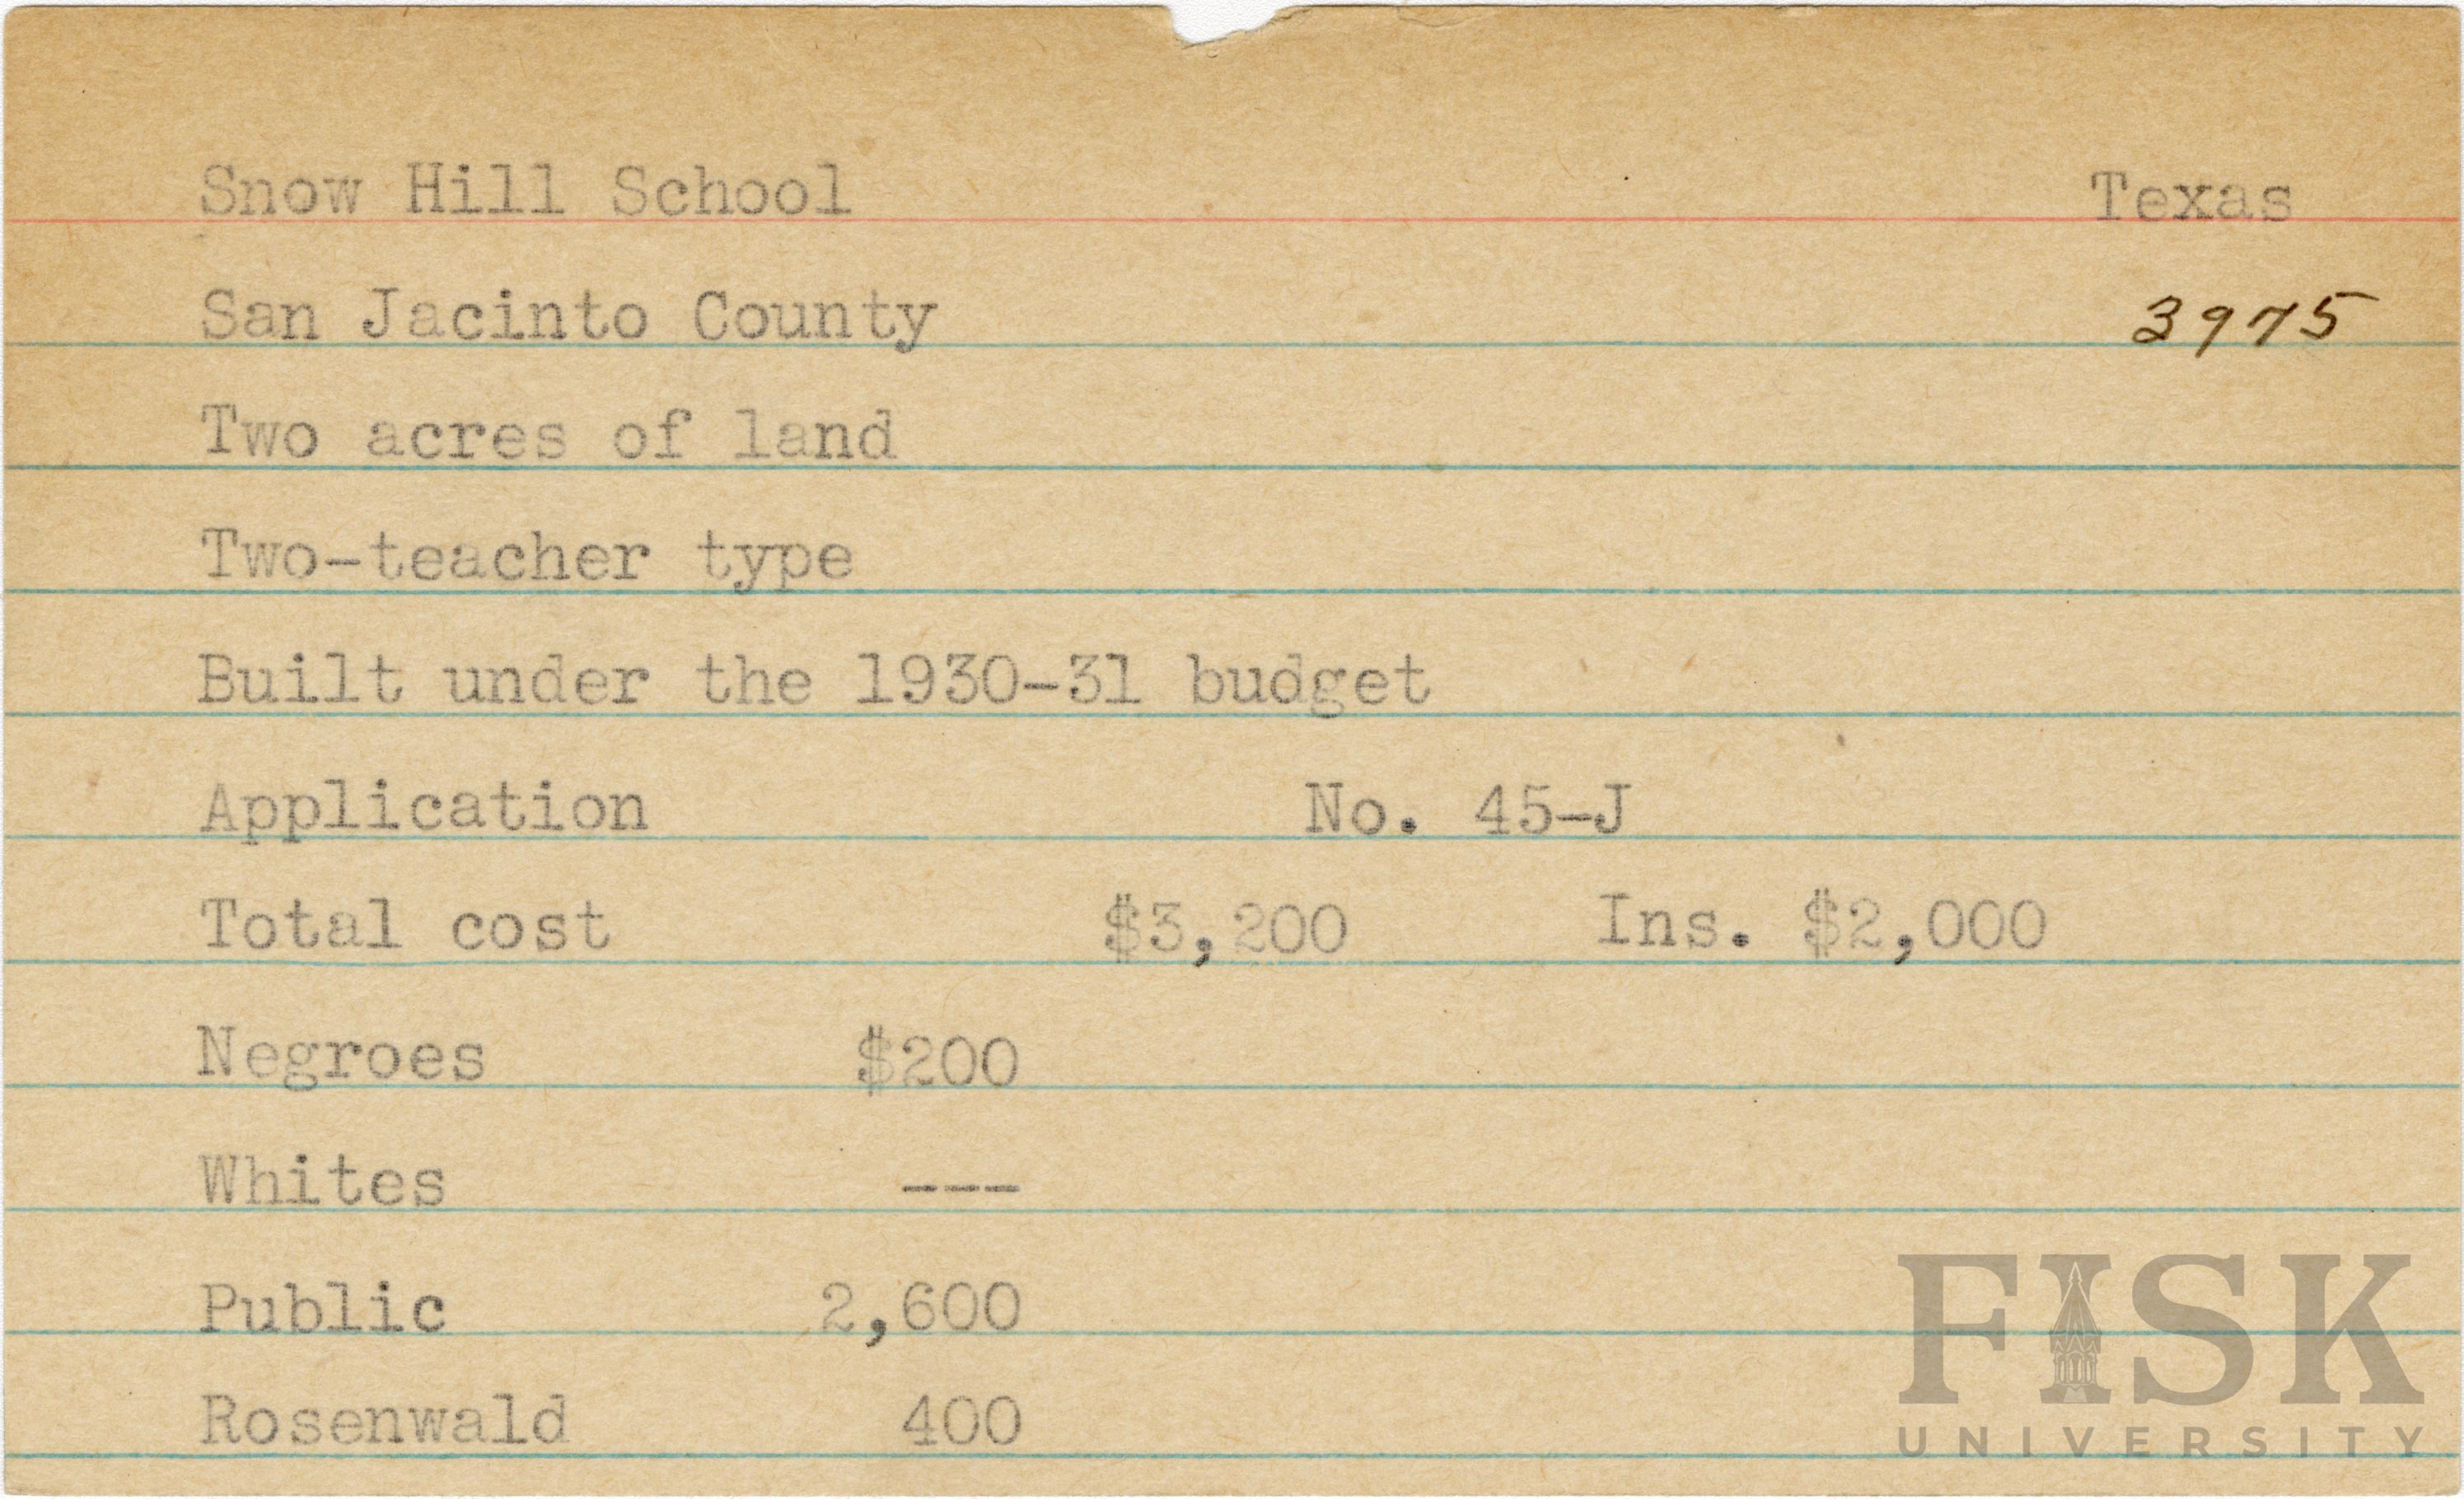 Snow Hill School Texas
San Jacinto County 3975
Two acres of land
Two-teacher type
Built under the 1930-31 budget
Application No. 45-J
Total cost $3,200 Ins. $2,000
Negroes $200
Whites ---
Public 2,600
Rosenwald 400
FISK
UNIVERSITY